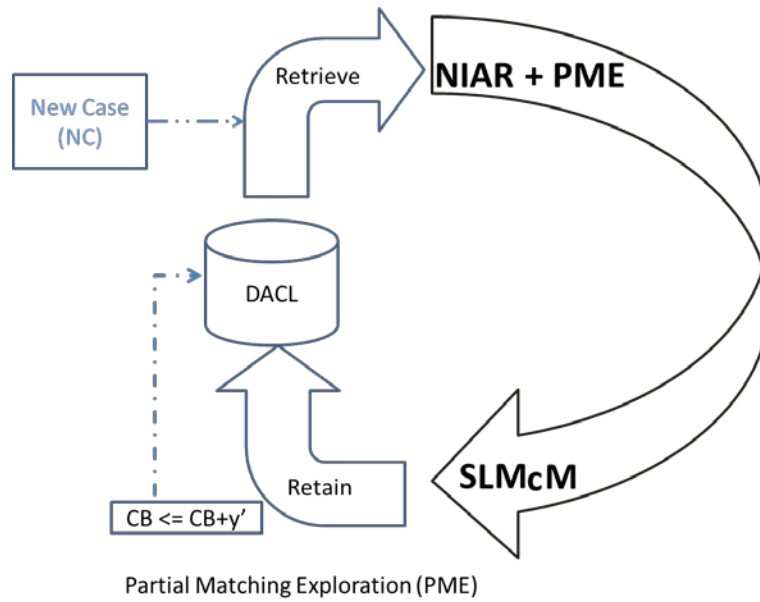 Retrieve
NIAR + PME
New Case
(NC)
DACL
SLMcM
Retain
CB <= CB+y'
Partial Matching Exploration (PME)